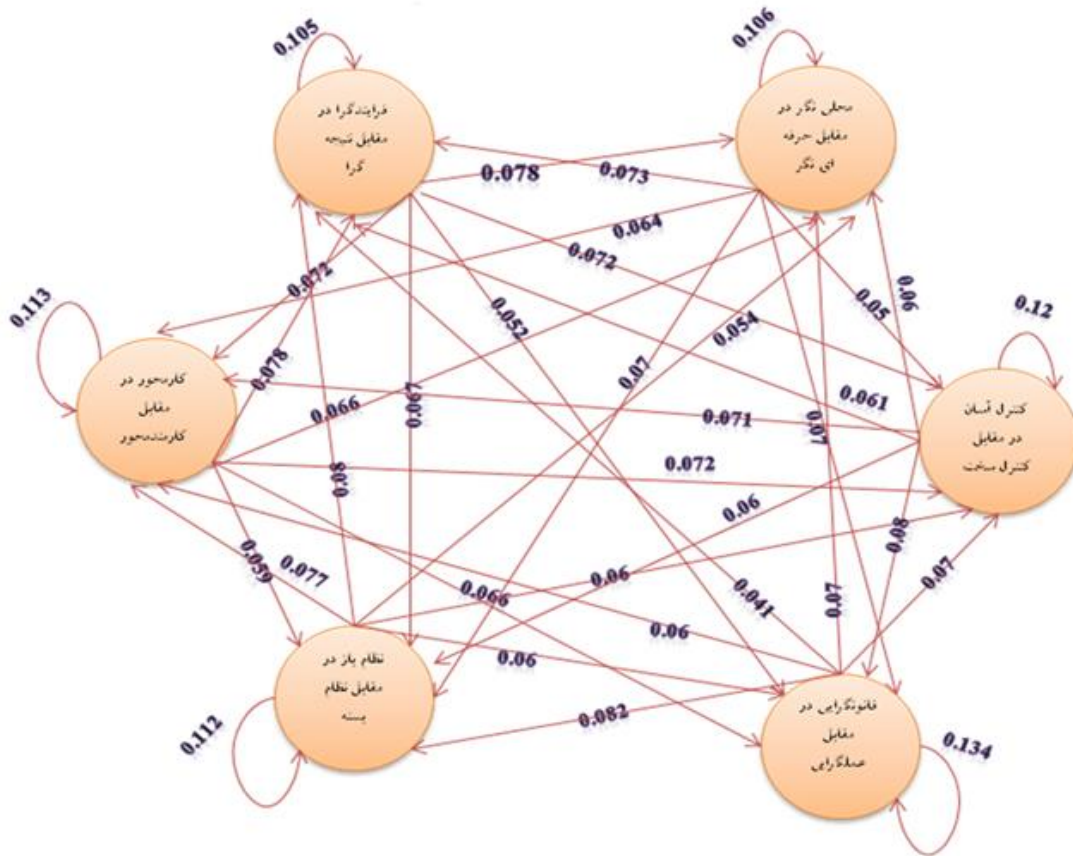 0.105
0.106
فرایندگرا در
مقابل نتیجه
گرا
محلی نگر در
مقابل حرفه
ای نگر
0.078
0.073
0.064
0.072
0.072
0.06
0.05
0.12
0.113
0.052
0.054
0.07
0.078
0.067
0.061
کارمحور در
مقابل
کارمندمحور
0.066
0.071
0.07
کنترل آسان
در مقابل
کنترل سخت
0.08
0.072
0.06
0.08
0.059
0.077
0.066
0.06
0.041
0.07
0.07
0.06
0.06
نظام باز در
مقابل نظام
بسته
0.112
0.082
قانونگرایی در
مقابل
عملگرایی
0.134